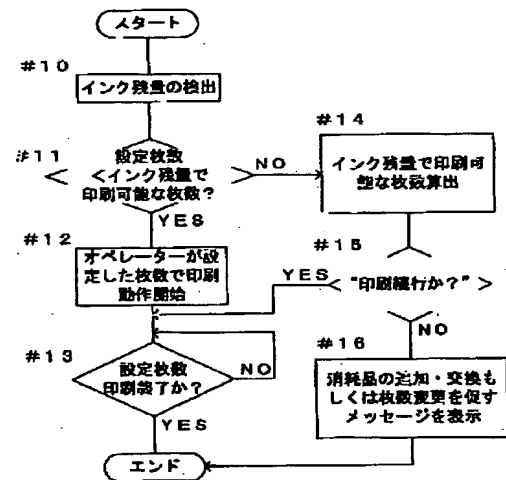 スタート
#10
インク残量の検出
#11
設定枚数
<インク残量で
印刷可能な枚数?
NO
YES
#14
インク残量で印刷可
能な枚数算出
#12
オペレーターが設
定した枚数で印刷
動作開始
#15
"印刷続行か?"
YES
NO
#13
設定枚数
印刷終了か?
NO
YES
#16
消耗品の追加・交換も
しくは枚数変更を促す
メッセージを表示
エンド